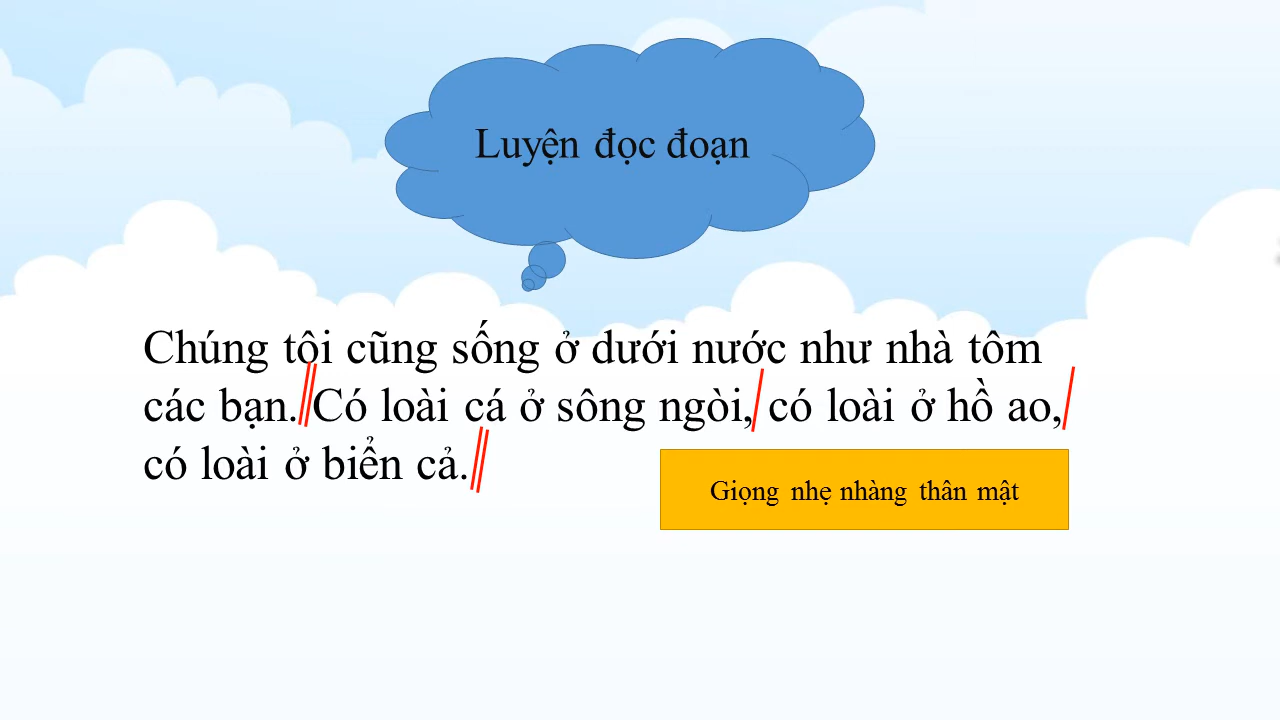 Luyện đọc đoạn
Chúng tôi cũng sống ở dưới nước như nhà tôm
các bạn. Có loài cá ở sông ngòi, có loài ở hồ ao,
có loài ở biển cả.
Giọng nhẹ nhàng thân mật